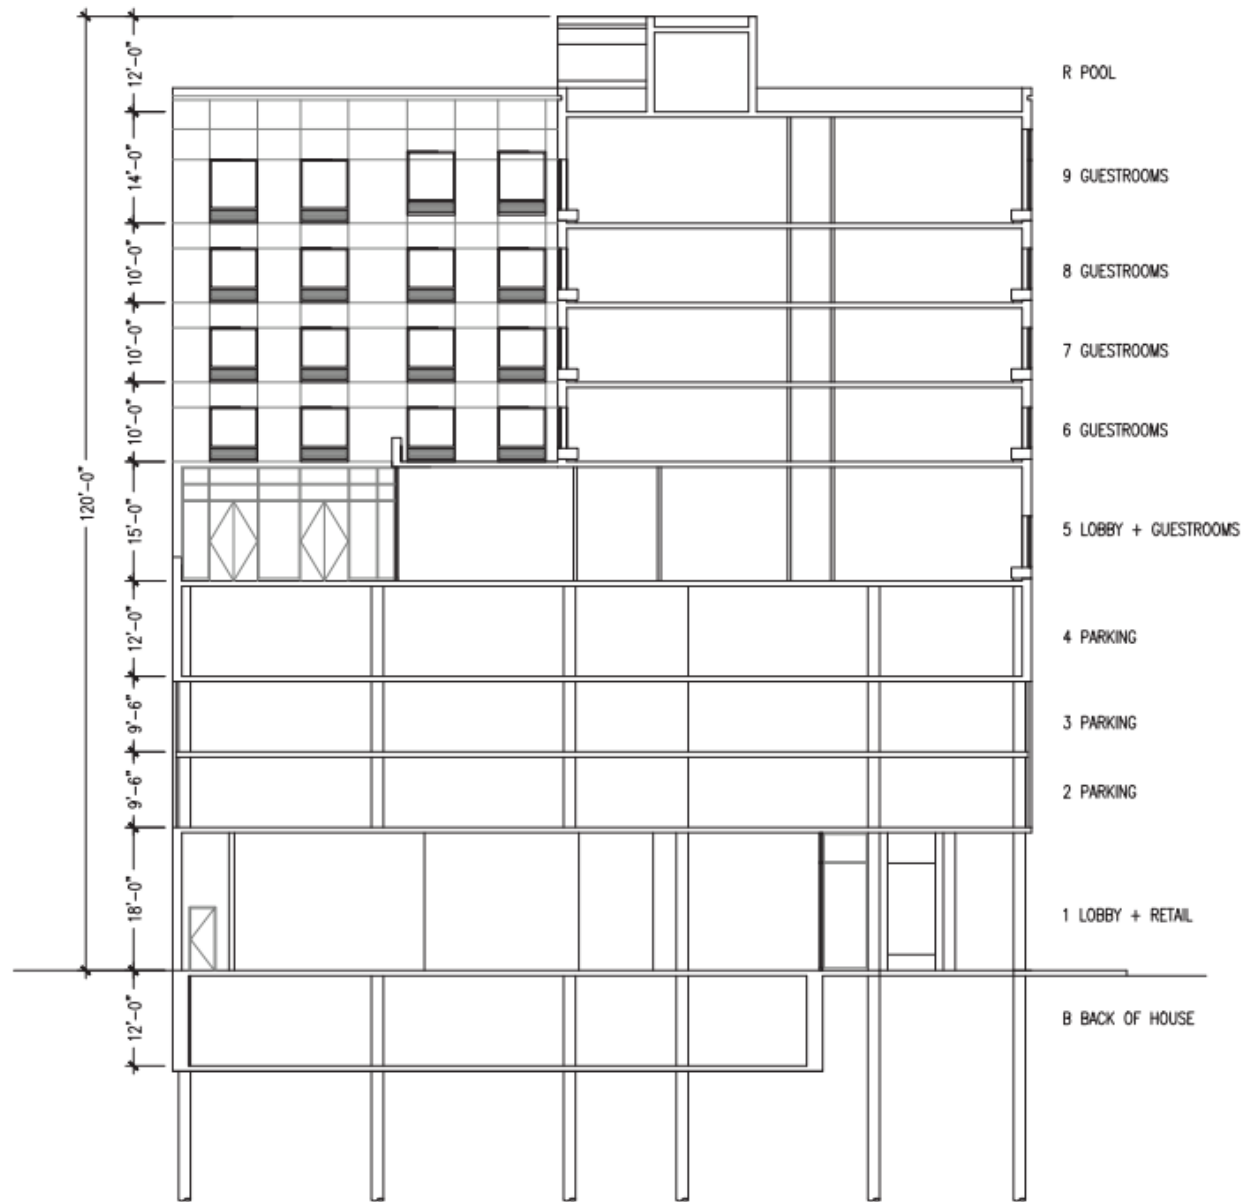 12'-0"
R POOL
14'-0"
9 GUESTROOMS
10'-0"
8 GUESTROOMS
10'-0"
7 GUESTROOMS
10'-0"
6 GUESTROOMS
120'-0"
15'-0"
5 LOBBY + GUESTROOMS
12'-0"
4 PARKING
9'-6"
3 PARKING
9'-6"
2 PARKING
18'-0"
1 LOBBY + RETAIL
12'-0"
B BACK OF HOUSE